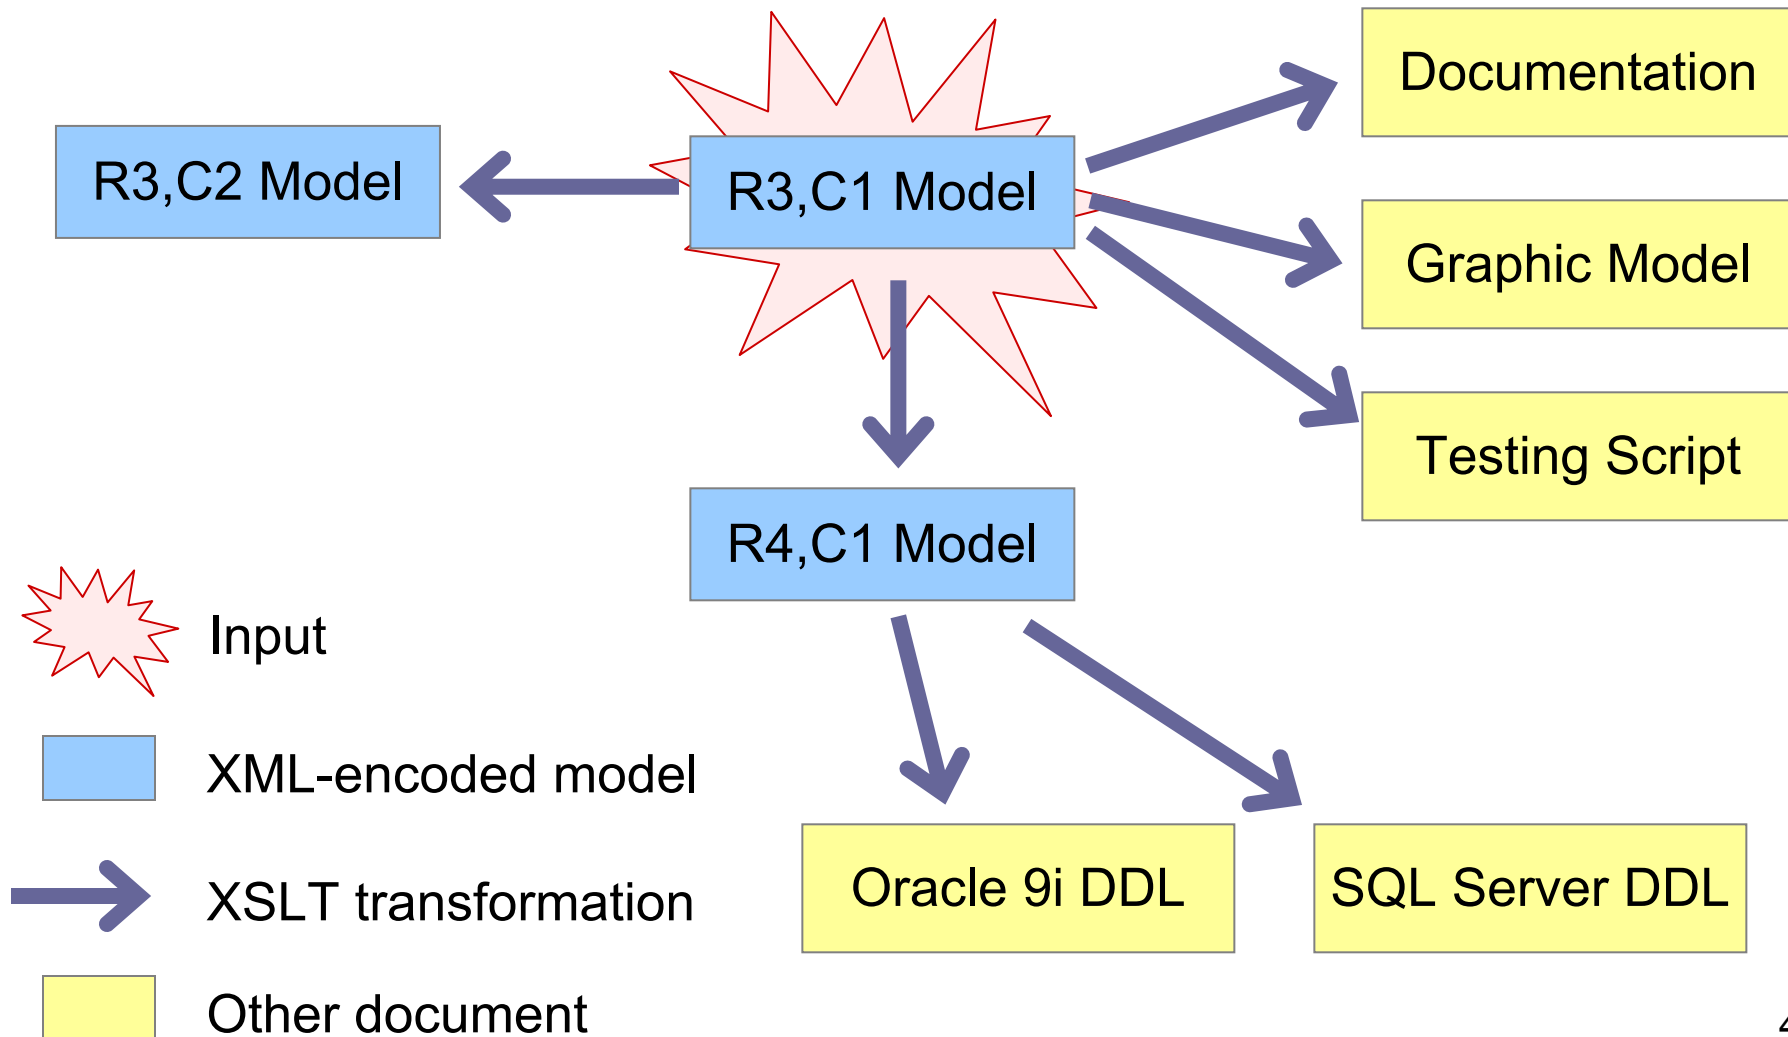 Documentation
R3,C2 Model
R3,C1 Model
Graphic Model
Testing Script
R4,C1 Model
Input
XML-encoded model
Oracle 9i DDL
SQL Server DDL
XSLT transformation
Other document